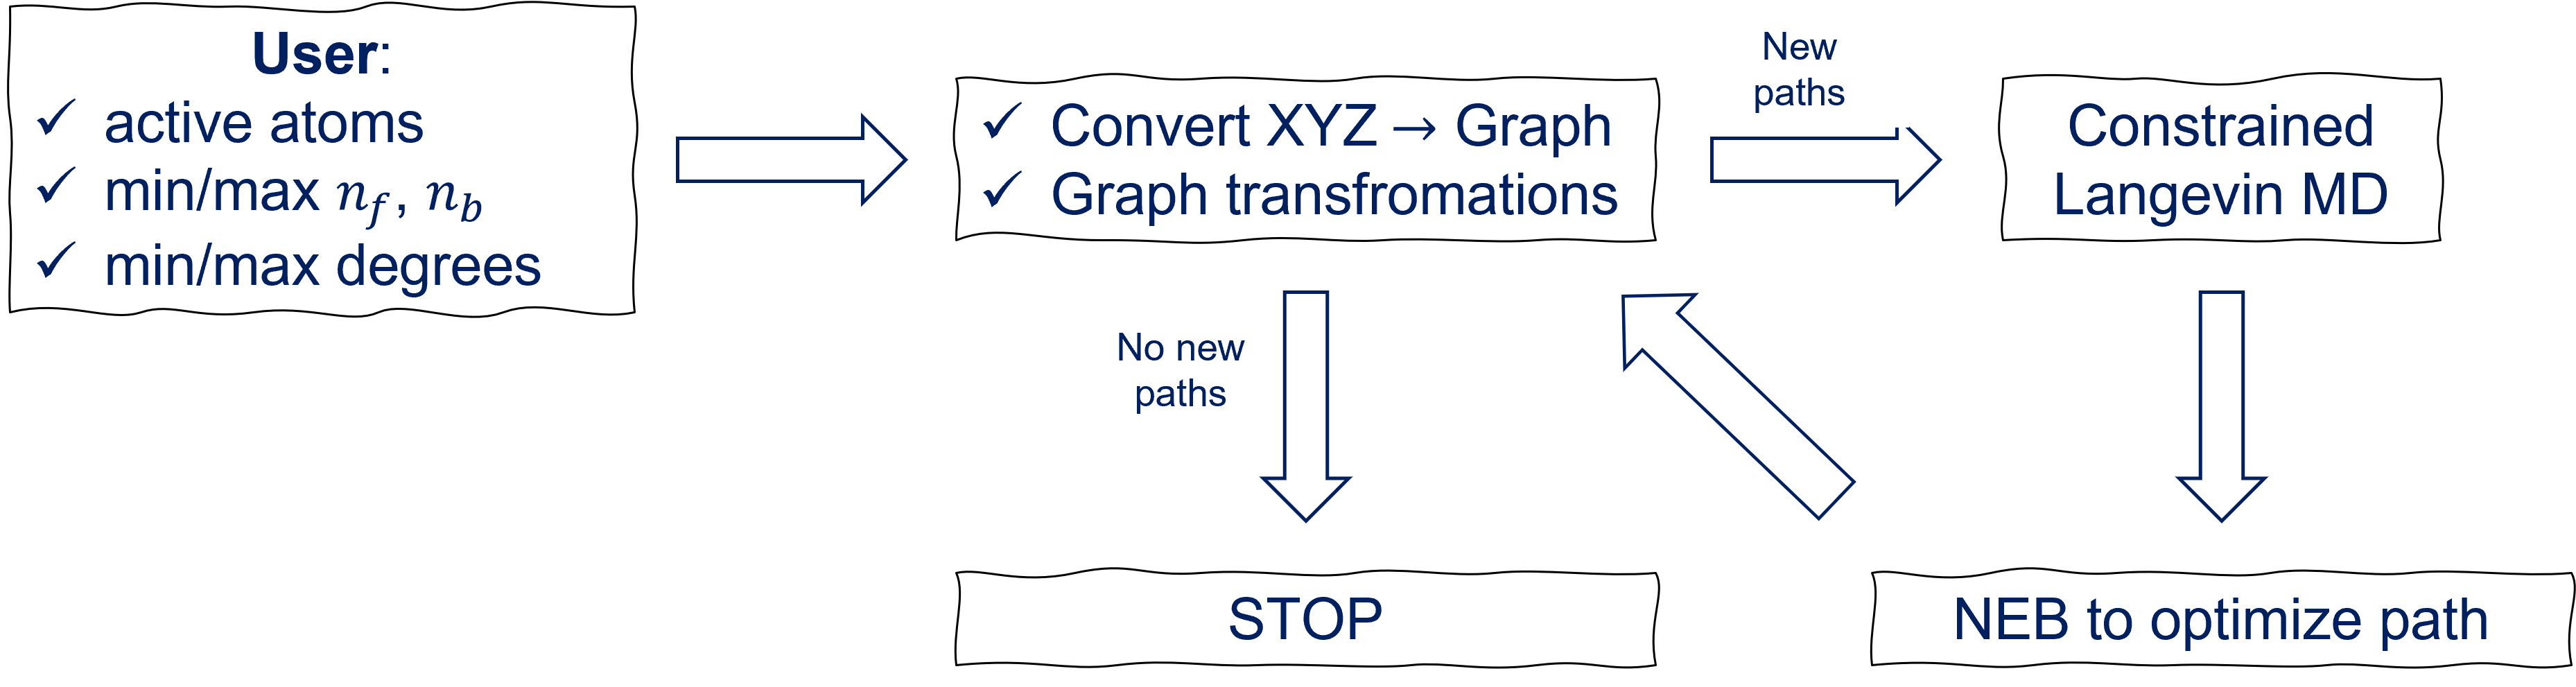 User:
✓ active atoms
✓ min/max n_f, n_b
✓ min/max degrees
✓ Convert XYZ → Graph
✓ Graph transfromations
New
paths
Constrained
Langevin MD
No new
paths
STOP
NEB to optimize path